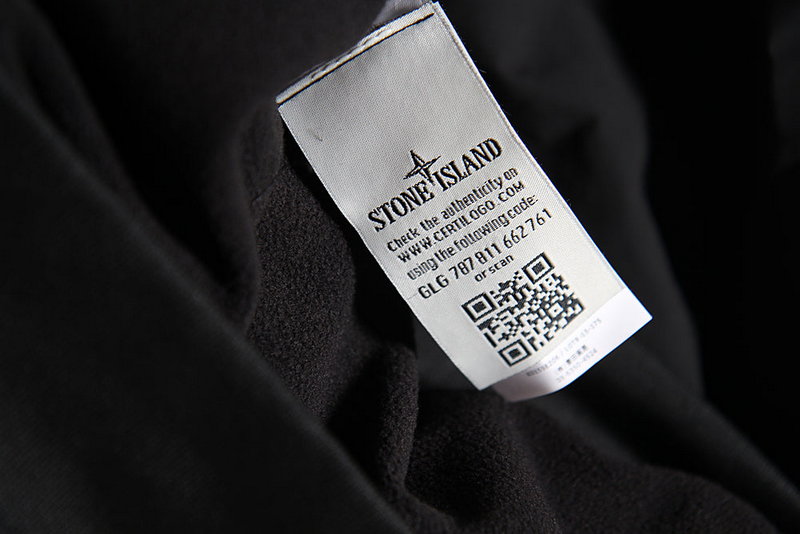 STONE ISLAND
Check the authenticity on
WWW.CERTILOGO.COM
using the following code:
GLG 787 811 662 761
or scan